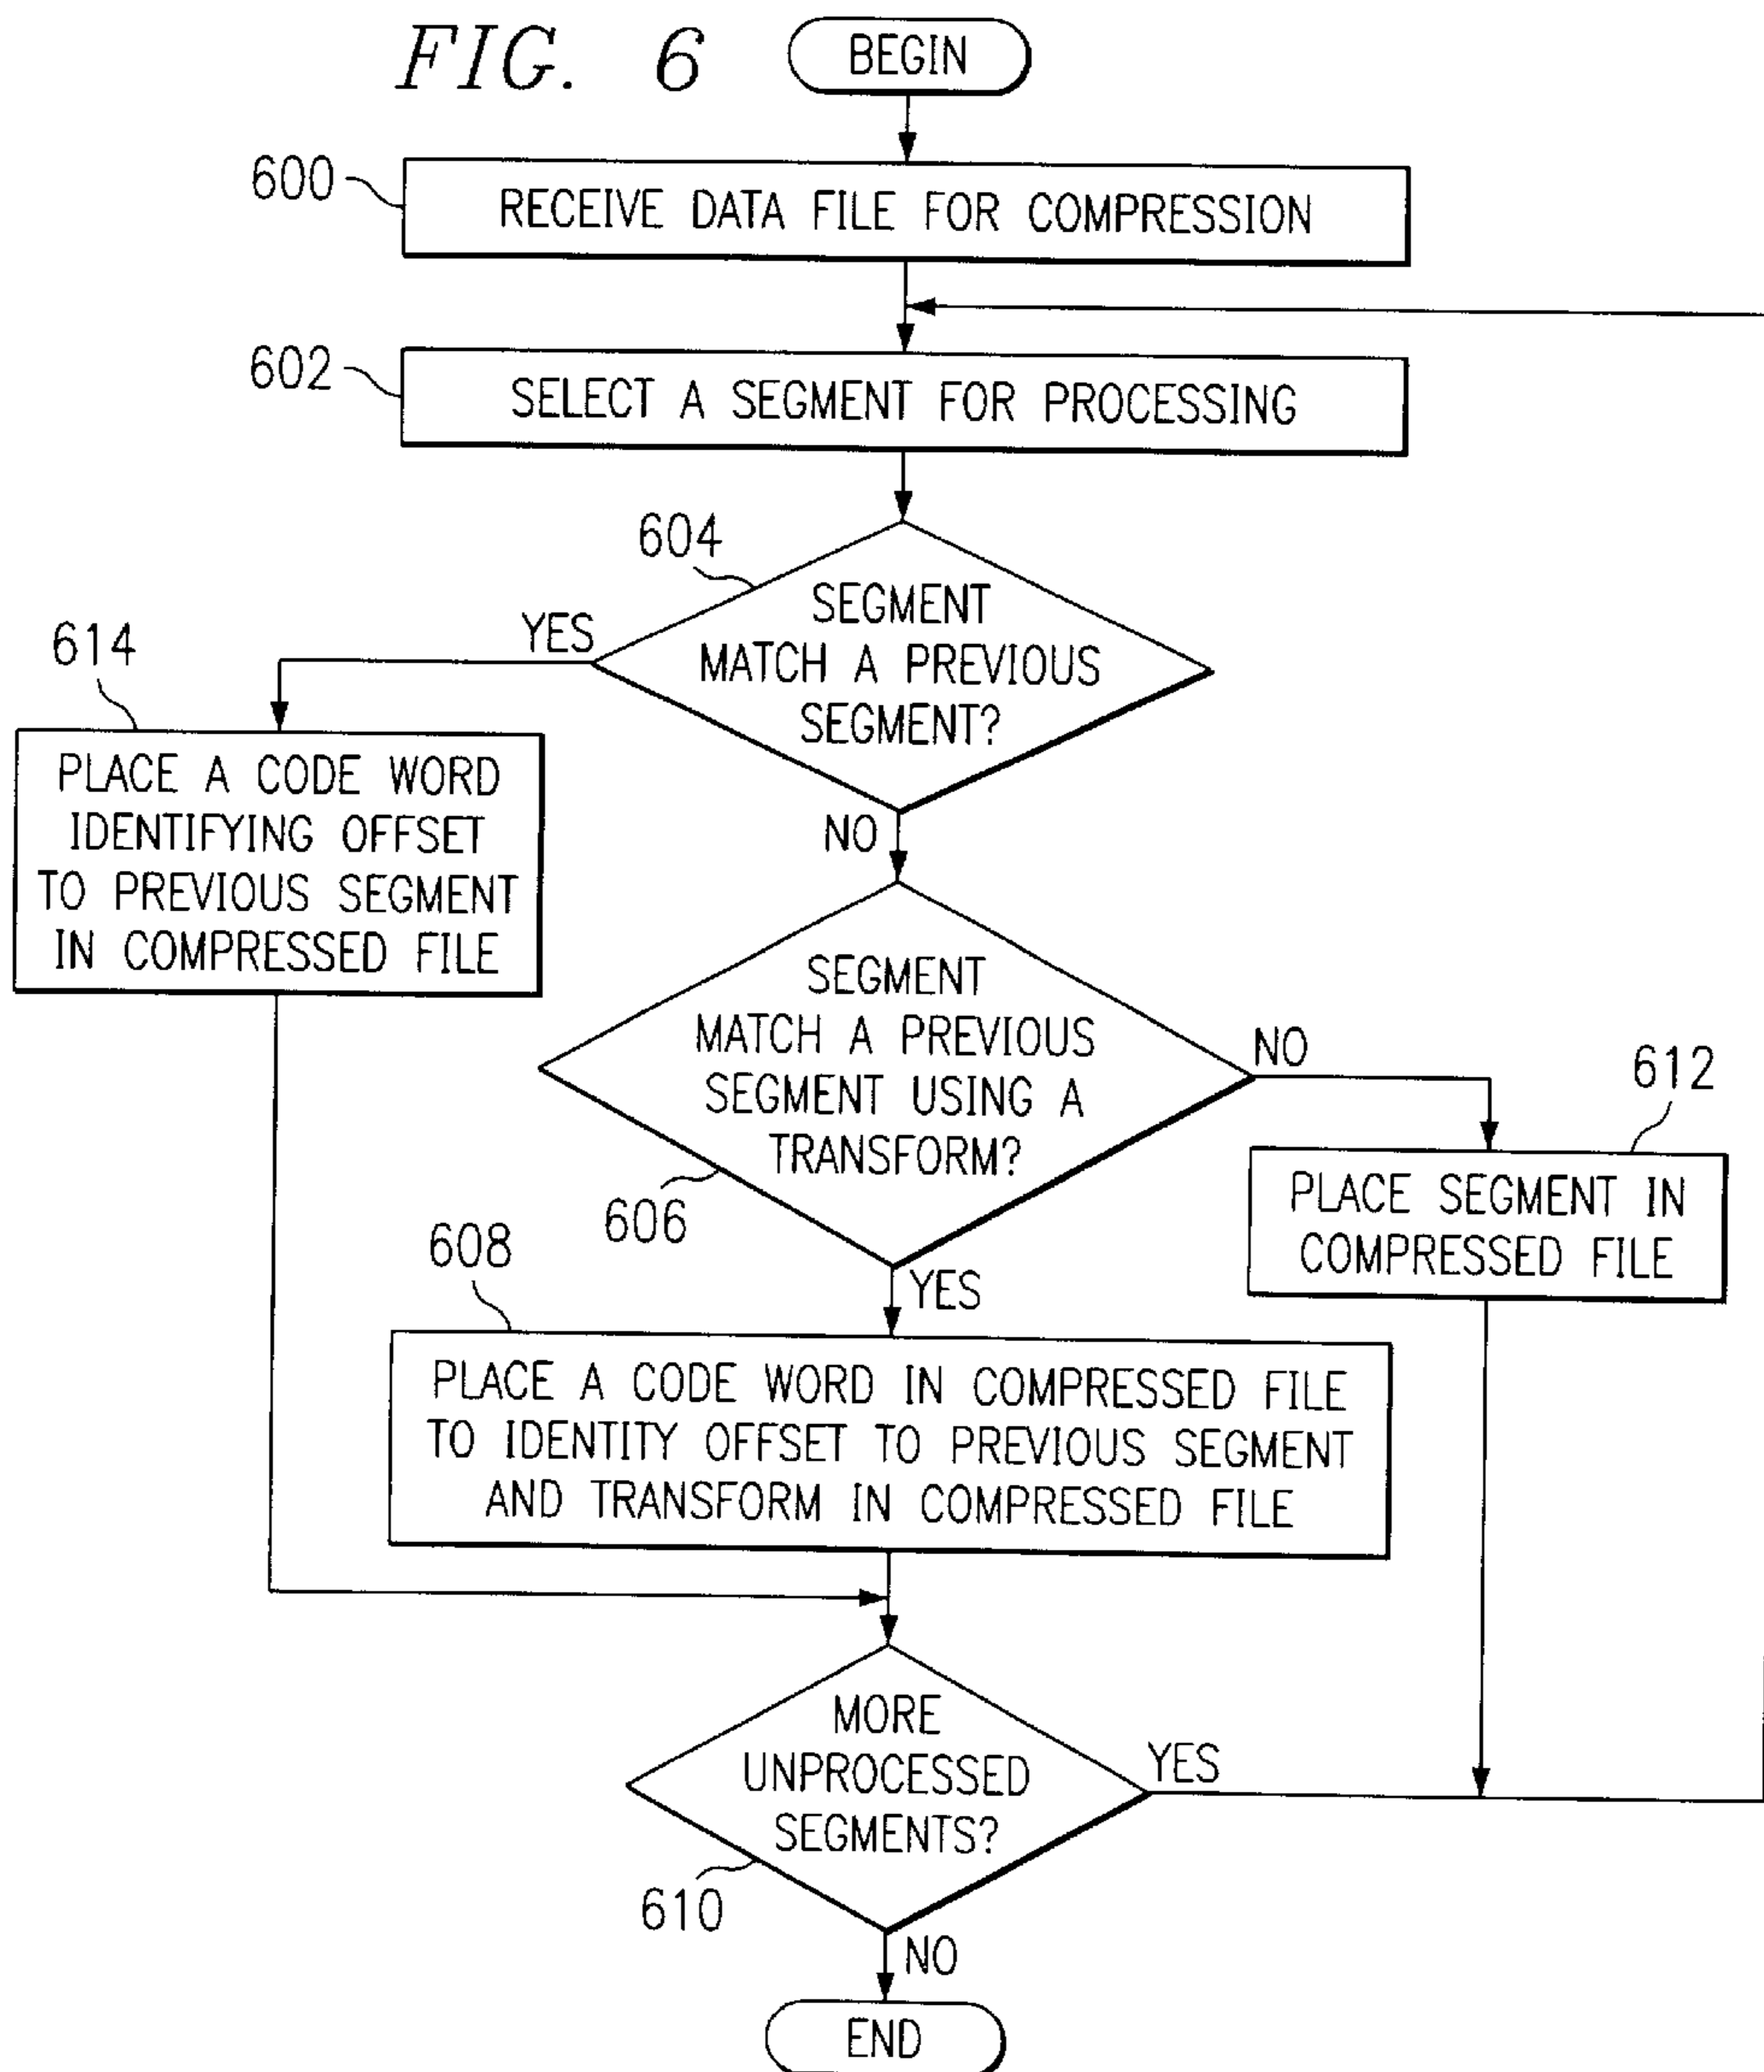 FIG. 6
BEGIN
600
RECEIVE DATA FILE FOR COMPRESSION
602
SELECT A SEGMENT FOR PROCESSING
604
SEGMENT
MATCH A PREVIOUS
SEGMENT?
YES
614
PLACE A CODE WORD
IDENTIFYING OFFSET
TO PREVIOUS SEGMENT
IN COMPRESSED FILE
NO
SEGMENT
MATCH A PREVIOUS
SEGMENT USING A
TRANSFORM?
606
NO
612
PLACE SEGMENT IN
COMPRESSED FILE
YES
608
PLACE A CODE WORD IN COMPRESSED FILE
TO IDENTITY OFFSET TO PREVIOUS SEGMENT
AND TRANSFORM IN COMPRESSED FILE
MORE
UNPROCESSED
SEGMENTS?
YES
610
NO
END